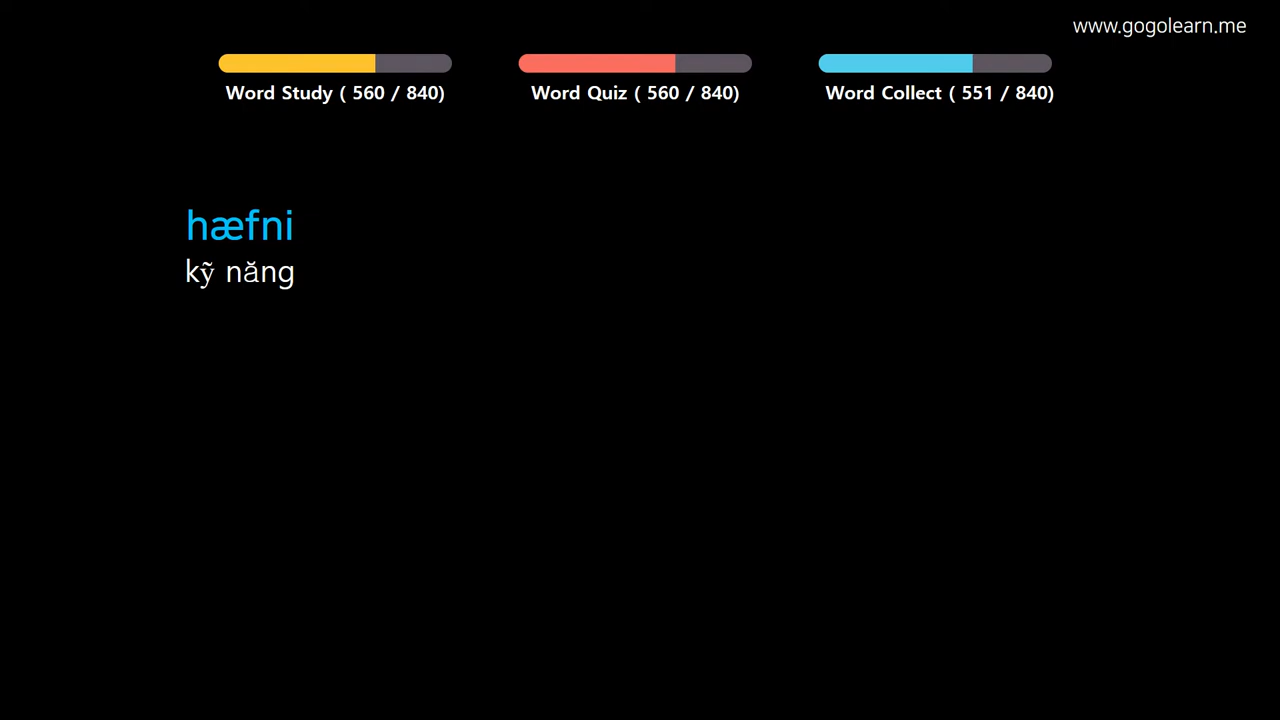 www.gogolearn.me
Word Study ( 560 / 840)
Word Quiz ( 560 / 840)
Word Collect ( 551 / 840)
hæfni
kỹ năng